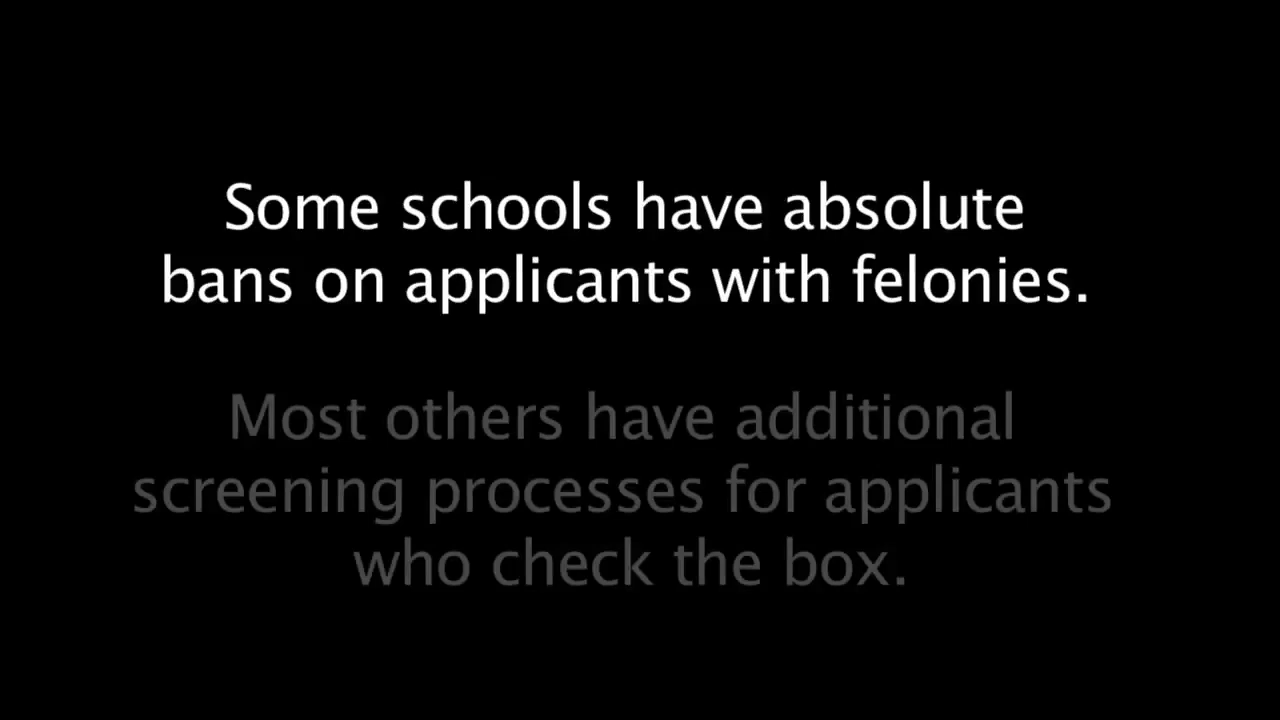 Some schools have absolute
bans on applicants with felonies.
Most others have additional
screening processes for applicants
who check the box.